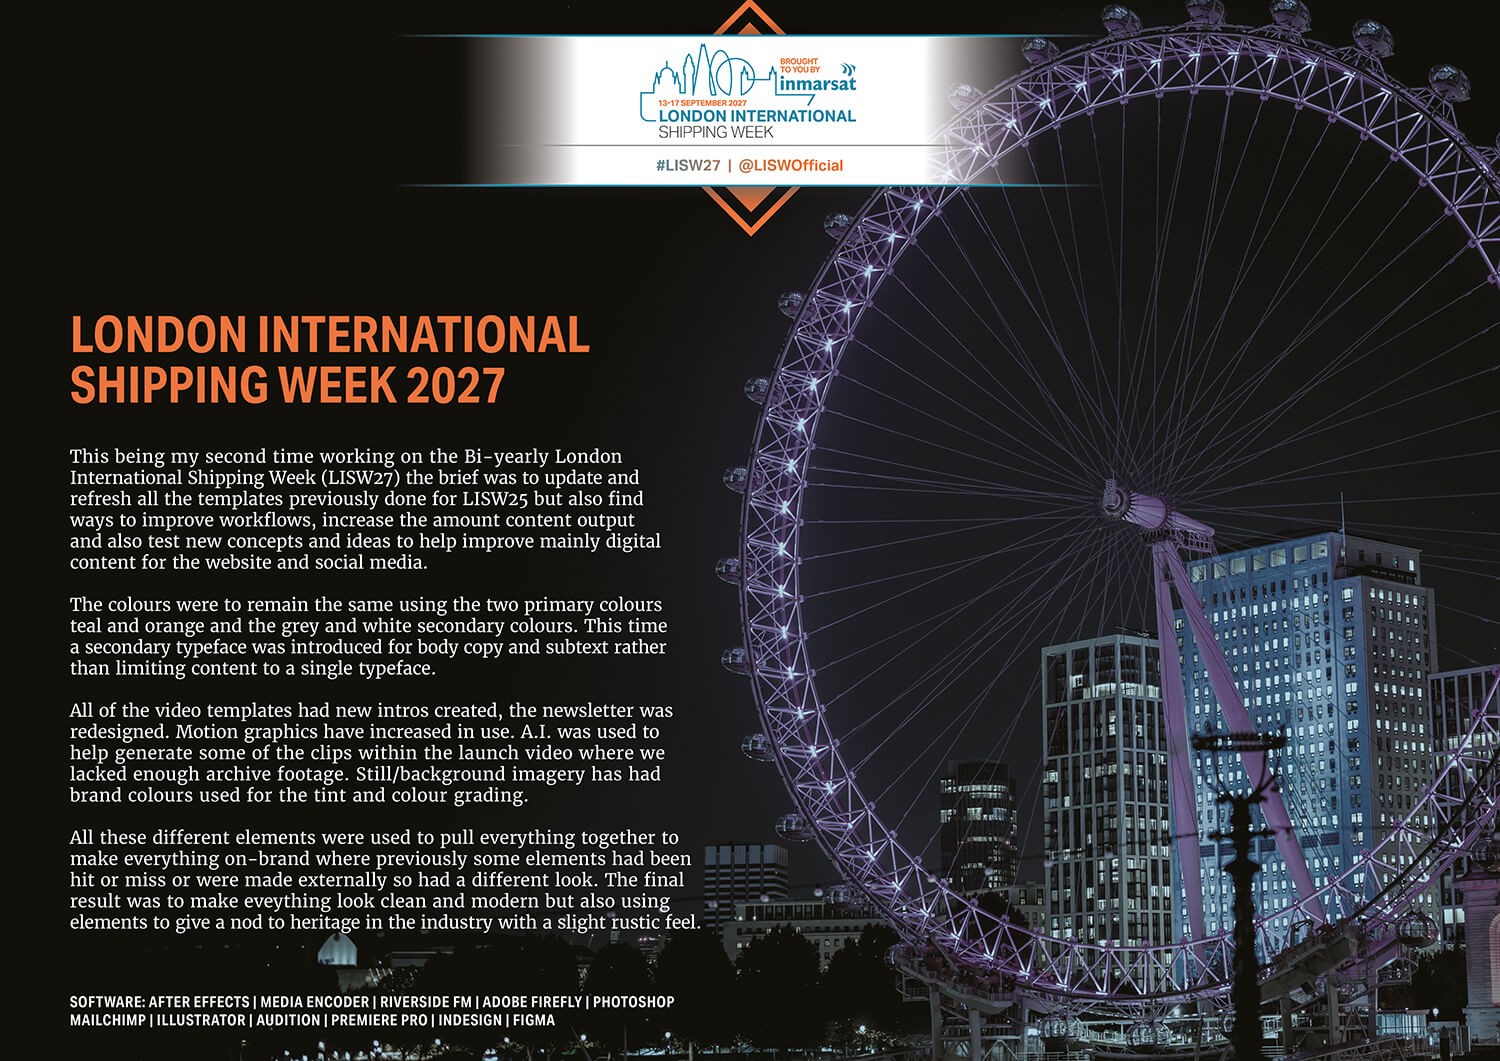 BROUGHT
TO YOU BY
inmarsat
13-17 SEPTEMBER 2027
LONDON INTERNATIONAL
SHIPPING WEEK
#LISW27 | @LISWOfficial
LONDON INTERNATIONAL
SHIPPING WEEK 2027
This being my second time working on the Bi-yearly London
International Shipping Week (LISW27) the brief was to update and
refresh all the templates previously done for LISW25 but also find
ways to improve workflows, increase the amount content output
and also test new concepts and ideas to help improve mainly digital
content for the website and social media.
The colours were to remain the same using the two primary colours
teal and orange and the grey and white secondary colours. This time
a secondary typeface was introduced for body copy and subtext rather
than limiting content to a single typeface.
All of the video templates had new intros created, the newsletter was
redesigned. Motion graphics have increased in use. A.I. was used to
help generate some of the clips within the launch video where we
lacked enough archive footage. Still/background imagery has had
brand colours used for the tint and colour grading.
All these different elements were used to pull everything together to
make everything on-brand where previously some elements had been
hit or miss or were made externally so had a different look. The final
result was to make eveything look clean and modern but also using
elements to give a nod to heritage in the industry with a slight rustic feel.
SOFTWARE: AFTER EFFECTS | MEDIA ENCODER | RIVERSIDE FM | ADOBE FIREFLY | PHOTOSHOP
MAILCHIMP | ILLUSTRATOR | AUDITION | PREMIERE PRO | INDESIGN | FIGMA